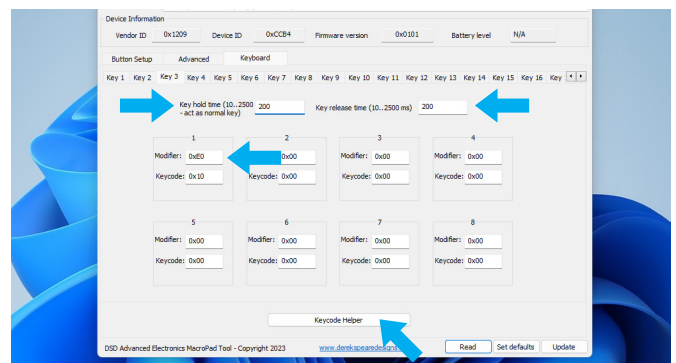 Device Information
Vendor ID 0x1209 Device ID 0xCCB4 Firmware version 0x0101 Battery level N/A
Button Setup Advanced Keyboard
Key 1 Key 2 Key 3 Key 4 Key 5 Key 6 Key 7 Key 8 Key 9 Key 10 Key 11 Key 12 Key 13 Key 14 Key 15 Key 16 Key
Key hold time (10..2500 200 Key release time (10..2500 ms) 200
- act as normal key)
1 2 3 4
Modifier: 0xE0 0x00 Modifier: 0x00 Modifier: 0x00
Keycode: 0x10 Keycode: 0x00 Keycode: 0x00 Keycode: 0x00
5 6 7 8
Modifier: 0x00 Modifier: 0x00 Modifier: 0x00 Modifier: 0x00
Keycode: 0x00 Keycode: 0x00 Keycode: 0x00 Keycode: 0x00
Keycode Helper
DSD Advanced Electronics MacroPad Tool - Copyright 2023 Read Set defaults Update